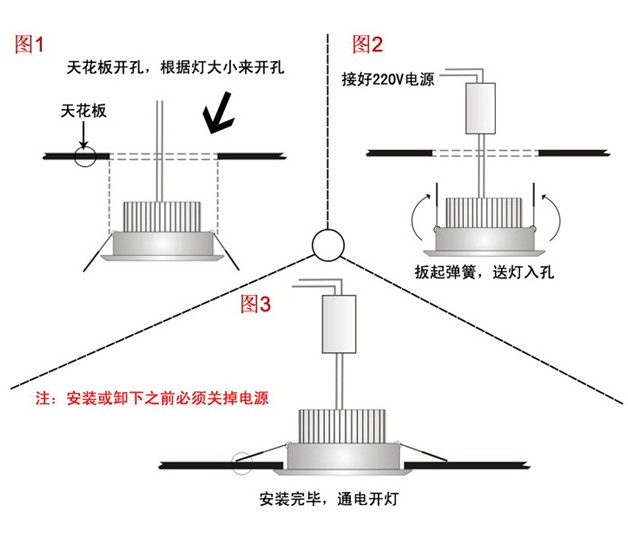 图1
天花板开孔，根据灯大小来开孔
天花板
图2
接好220V电源
扳起弹簧，送灯入孔
图3
注：安装或卸下之前必须关掉电源
安装完毕，通电开灯